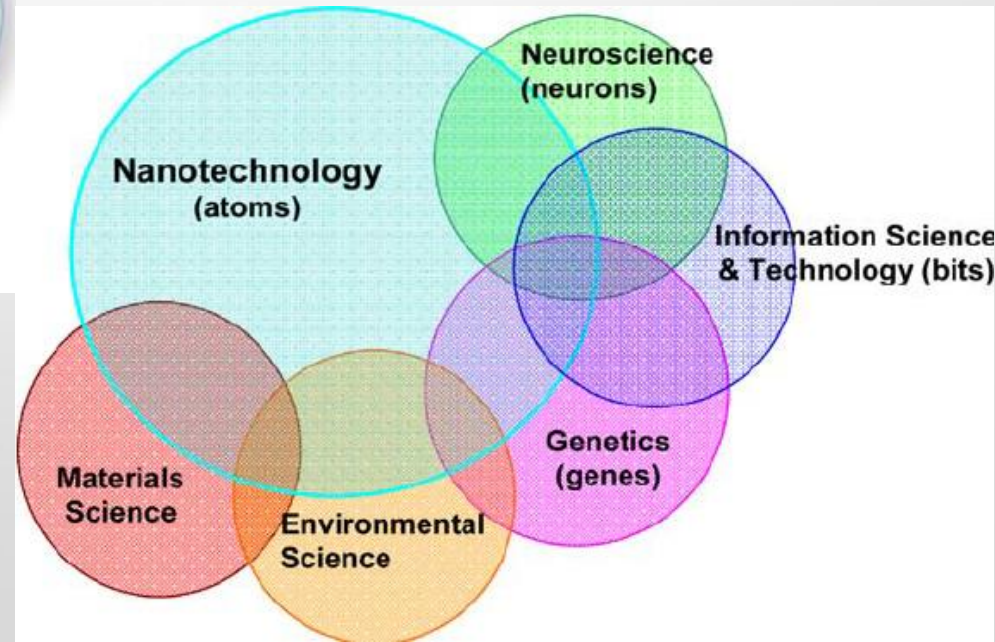 Neuroscience
(neurons)
Nanotechnology
(atoms)
Information Science
& Technology (bits)
Genetics
(genes)
Materials
Science
Environmental
Science